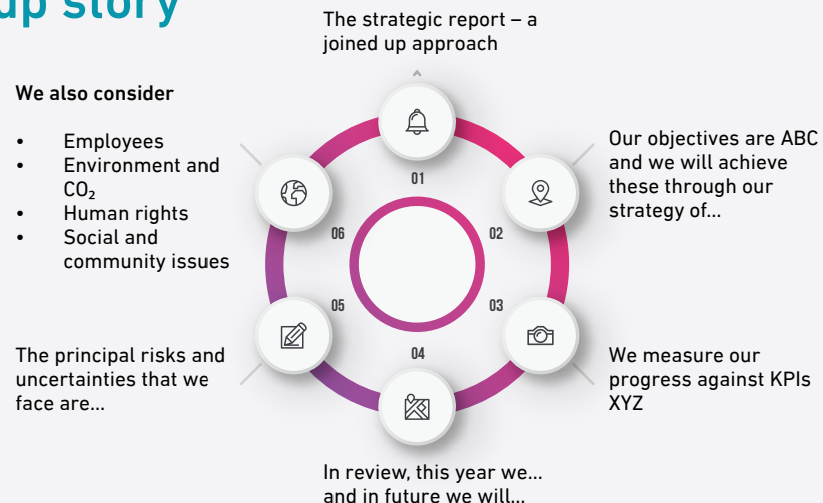 up story
The strategic report – a
joined up approach
01
Our objectives are ABC
and we will achieve
these through our
strategy of...
02
We measure our
progress against KPIs
XYZ
03
In review, this year we...
and in future we will...
04
The principal risks and
uncertainties that we
face are...
05
We also consider
• Employees
• Environment and
CO₂
• Human rights
• Social and
community issues
06